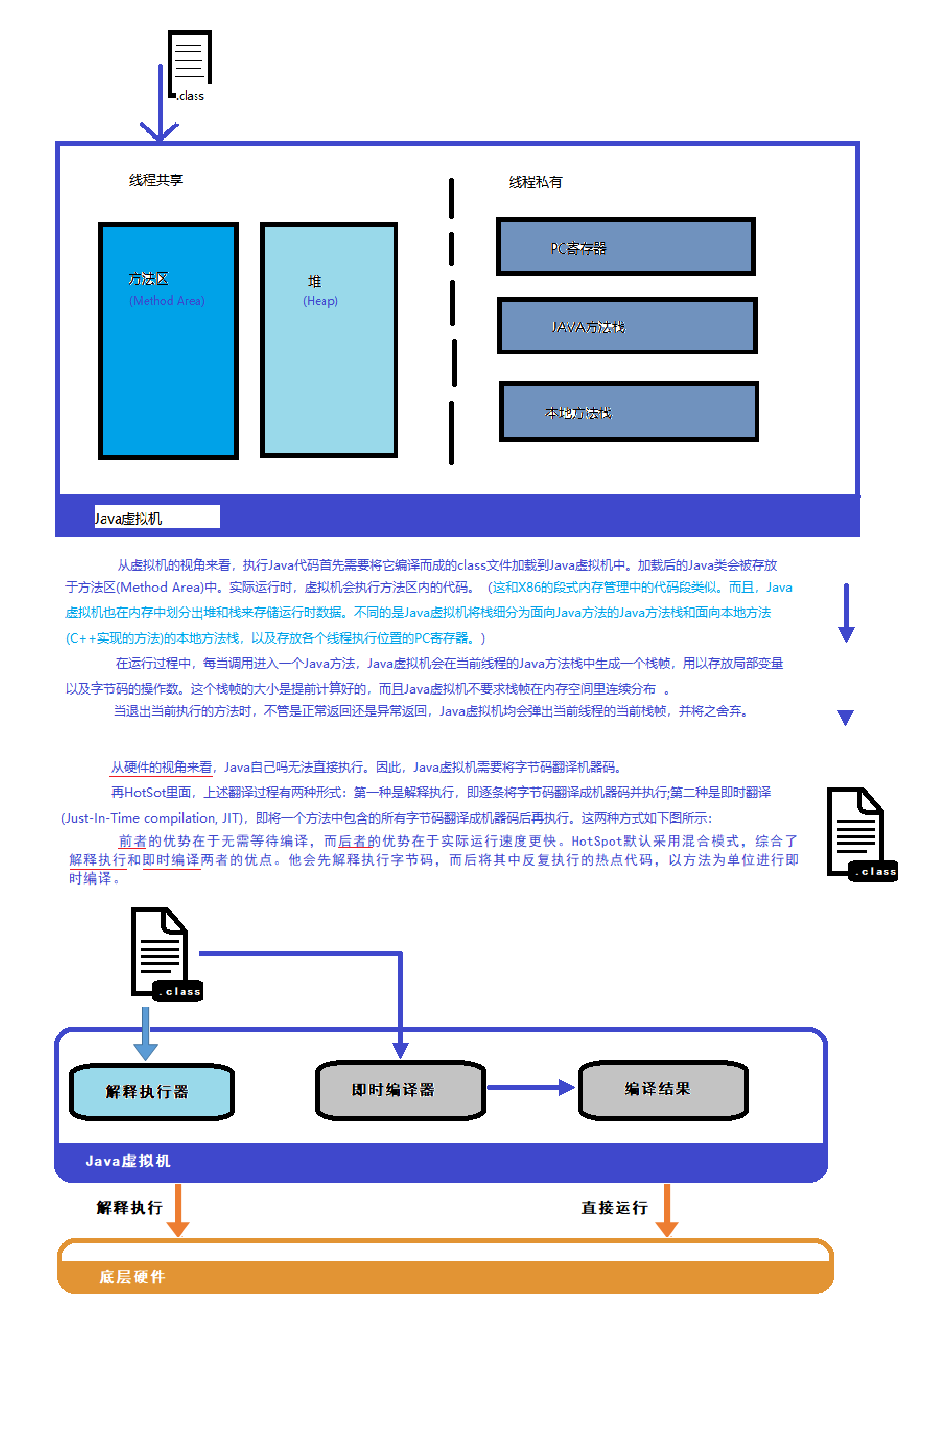 .class
线程共享
线程私有
方法区
(Method Area)
堆
(Heap)
PC寄存器
JAVA方法栈
本地方法栈
Java虚拟机
从虚拟机的视角来看，执行Java代码首先需要将它编译而成的class文件加载到Java虚拟机中。加载后的Java类会被存放
于方法区(Method Area)中。实际运行时，虚拟机会执行方法区内的代码。（这和X86的段式内存管理中的代码段类似。而且，Java
虚拟机也在内存中划分出堆和栈来存储运行时数据。不同的是Java虚拟机将栈细分为面向Java方法的Java方法栈和面向本地方法
(C++实现的方法)的本地方法栈，以及存放各个线程执行位置的PC寄存器。)
在运行过程中，每当调用进入一个Java方法，Java虚拟机会在当前线程的Java方法栈中生成一个栈帧，用以存放局部变量
以及字节码的操作数。这个栈帧的大小是提前计算好的，而且Java虚拟机不要求栈帧在内存空间里连续分布 。
当退出当前执行的方法时，不管是正常返回还是异常返回，Java虚拟机均会弹出当前线程的当前栈帧，并将之舍弃。
从硬件的视角来看，Java自己吗无法直接执行。因此，Java虚拟机需要将字节码翻译机器码。
再HotSot里面，上述翻译过程有两种形式：第一种是解释执行，即逐条将字节码翻译成机器码并执行;第二种是即时翻译
(Just-In-Time compilation, JIT)，即将一个方法中包含的所有字节码翻译成机器码后再执行。这两种方式如下图所示：
前者的优势在于无需等待编译，而后者的优势在于实际运行速度更快。HotSpot默认采用混合模式，综合了
解释执行和即时编译两者的优点。他会先解释执行字节码，而后将其中反复执行的热点代码，以方法为单位进行即
时编译。
.class
.class
解释执行器
即时编译器
编译结果
Java虚拟机
解释执行
直接运行
底层硬件